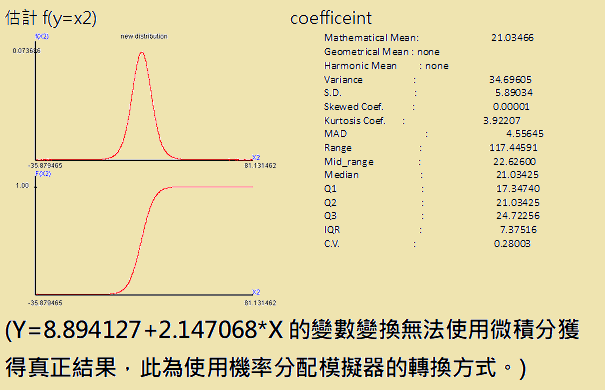 估計 f(y=x2)
coefficeint
new distribution
f(X2)
0.073686
X2
-35.879465
81.131462
F(X2)
1.00
X2
-35.879465
81.131462
Mathematical Mean: 21.03466
Geometrical Mean : none
Harmonic Mean : none
Variance : 34.69605
S.D. : 5.89034
Skewed Coef. : 0.00001
Kurtosis Coef. : 3.92207
MAD : 4.55645
Range : 117.44591
Mid_range : 22.62600
Median : 21.03425
Q1 : 17.34740
Q2 : 21.03425
Q3 : 24.72256
IQR : 7.37516
C.V. : 0.28003
(Y=8.894127+2.147068*X 的變數變換無法使用微積分獲
得真正結果，此為使用機率分配模擬器的轉換方式。)